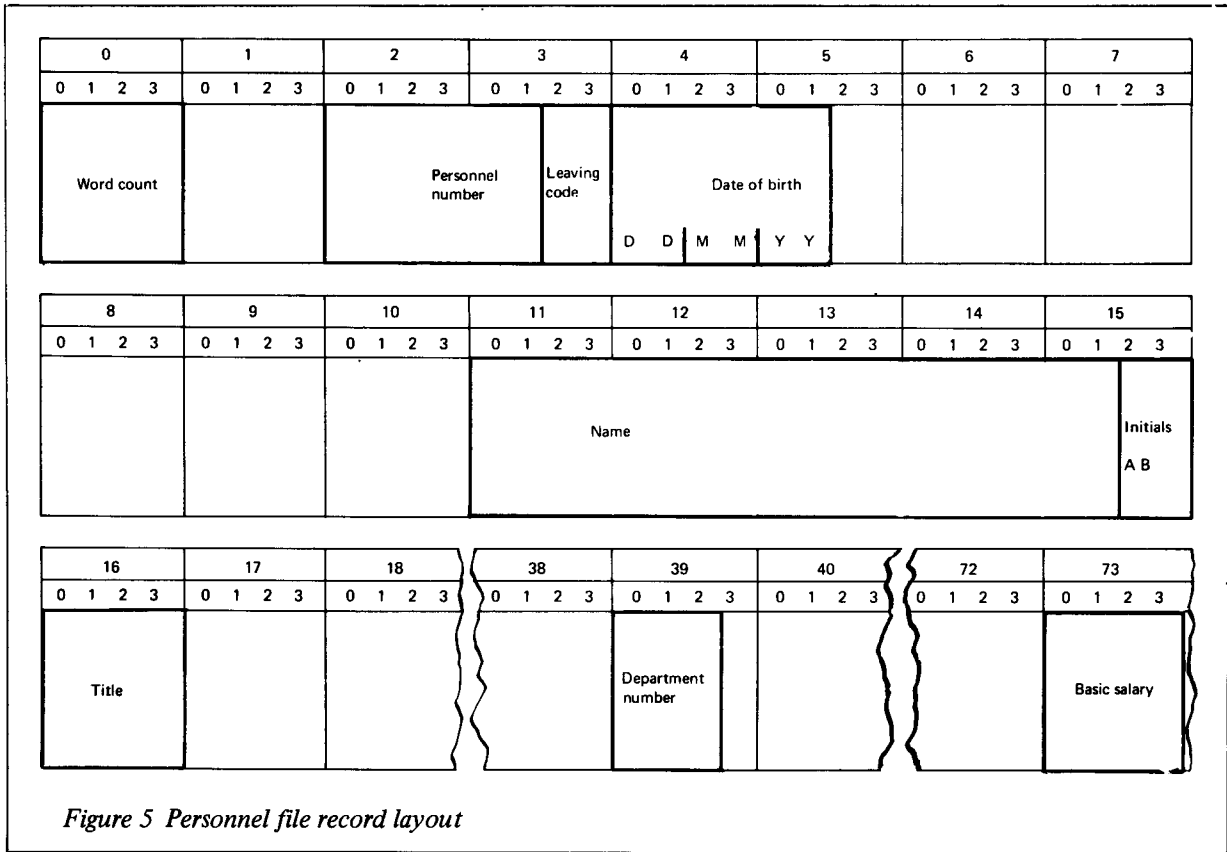 0 1 2 3 4 5 6 7
0 1 2 3 0 1 2 3 0 1 2 3 0 1 2 3 0 1 2 3 0 1 2 3 0 1 2 3 0 1 2 3
Word count
Personnel
number
Leaving
code
Date of birth
D D M M Y Y
8 9 10 11 12 13 14 15
0 1 2 3 0 1 2 3 0 1 2 3 0 1 2 3 0 1 2 3 0 1 2 3 0 1 2 3 0 1 2 3
Name
Initials
A B
16 17 18 38 39 40 72 73
0 1 2 3 0 1 2 3 0 1 2 3 0 1 2 3 0 1 2 3 0 1 2 3 0 1 2 3 0 1 2 3
Title
Department
number
Basic salary
Figure 5 Personnel file record layout